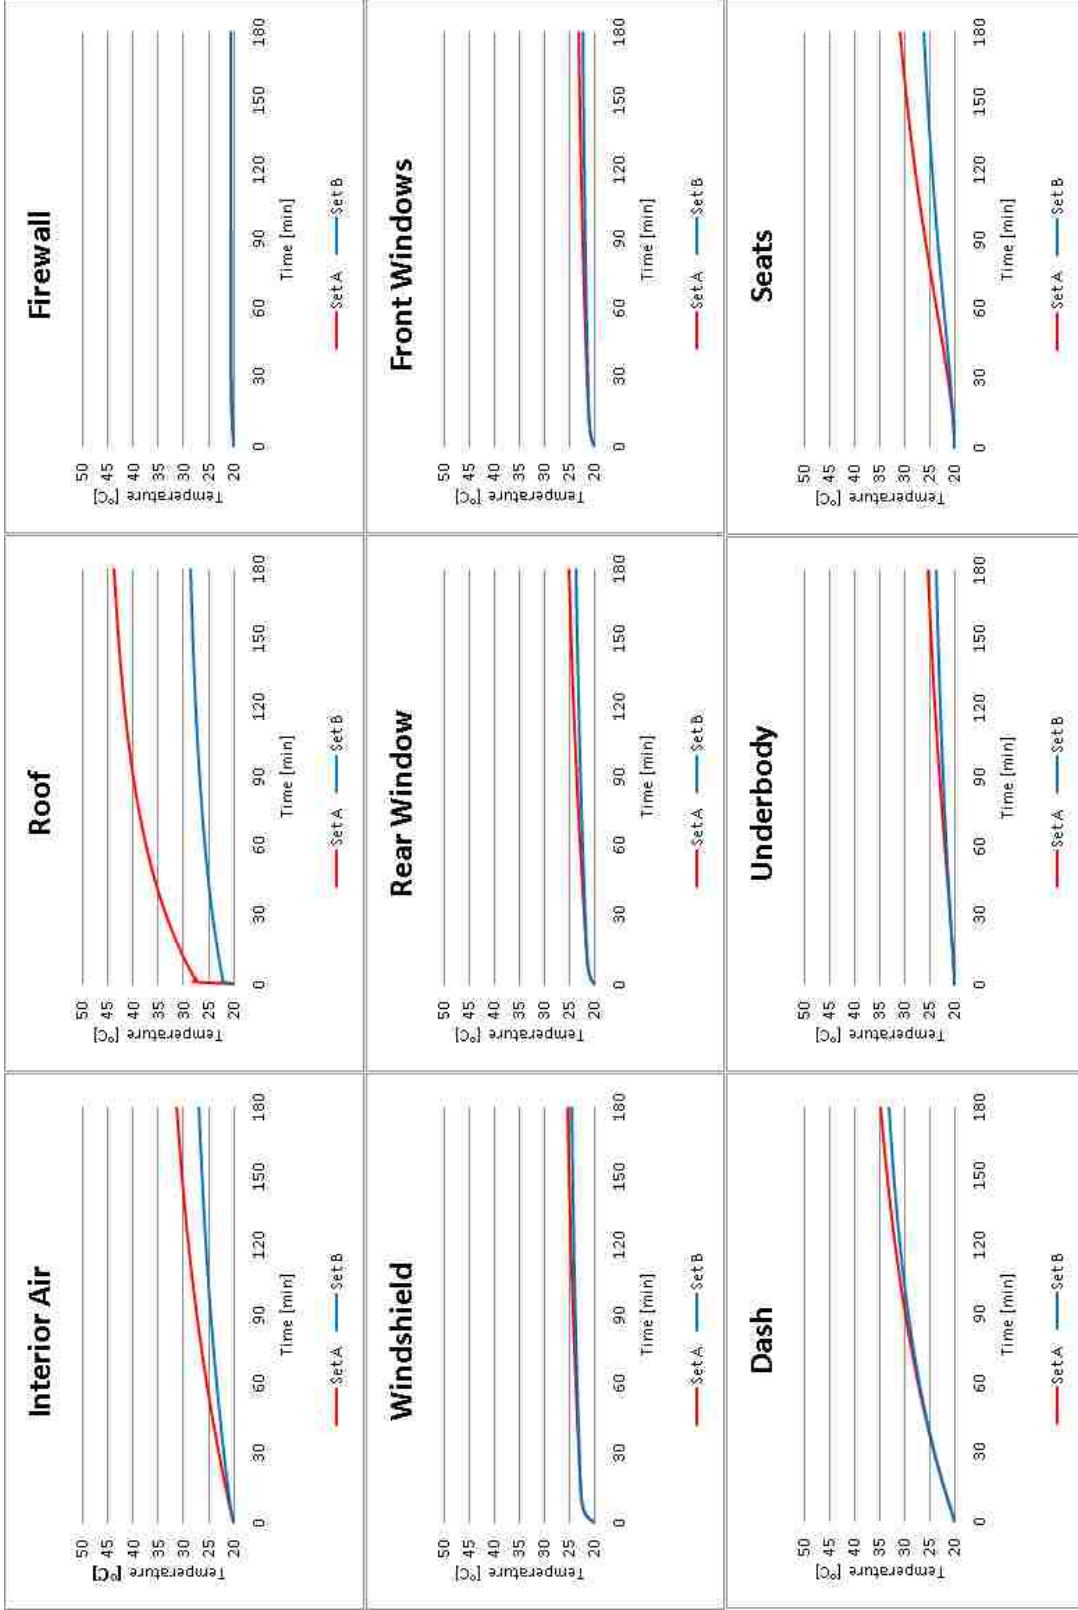 Interior Air
Temperature [°C]
50
45
40
35
30
25
20
0 30 60 90 120 150 180
Time [min]
Set A Set B
Roof
Temperature [°C]
50
45
40
35
30
25
20
0 30 60 90 120 150 180
Time [min]
Set A Set B
Firewall
Temperature [°C]
50
45
40
35
30
25
20
0 30 60 90 120 150 180
Time [min]
Set A Set B
Windshield
Temperature [°C]
50
45
40
35
30
25
20
0 30 60 90 120 150 180
Time [min]
Set A Set B
Rear Window
Temperature [°C]
50
45
40
35
30
25
20
0 30 60 90 120 150 180
Time [min]
Set A Set B
Front Windows
Temperature [°C]
50
45
40
35
30
25
20
0 30 60 90 120 150 180
Time [min]
Set A Set B
Dash
Temperature [°C]
50
45
40
35
30
25
20
0 30 60 90 120 150 180
Time [min]
Set A Set B
Underbody
Temperature [°C]
50
45
40
35
30
25
20
0 30 60 90 120 150 180
Time [min]
Set A Set B
Seats
Temperature [°C]
50
45
40
35
30
25
20
0 30 60 90 120 150 180
Time [min]
Set A Set B